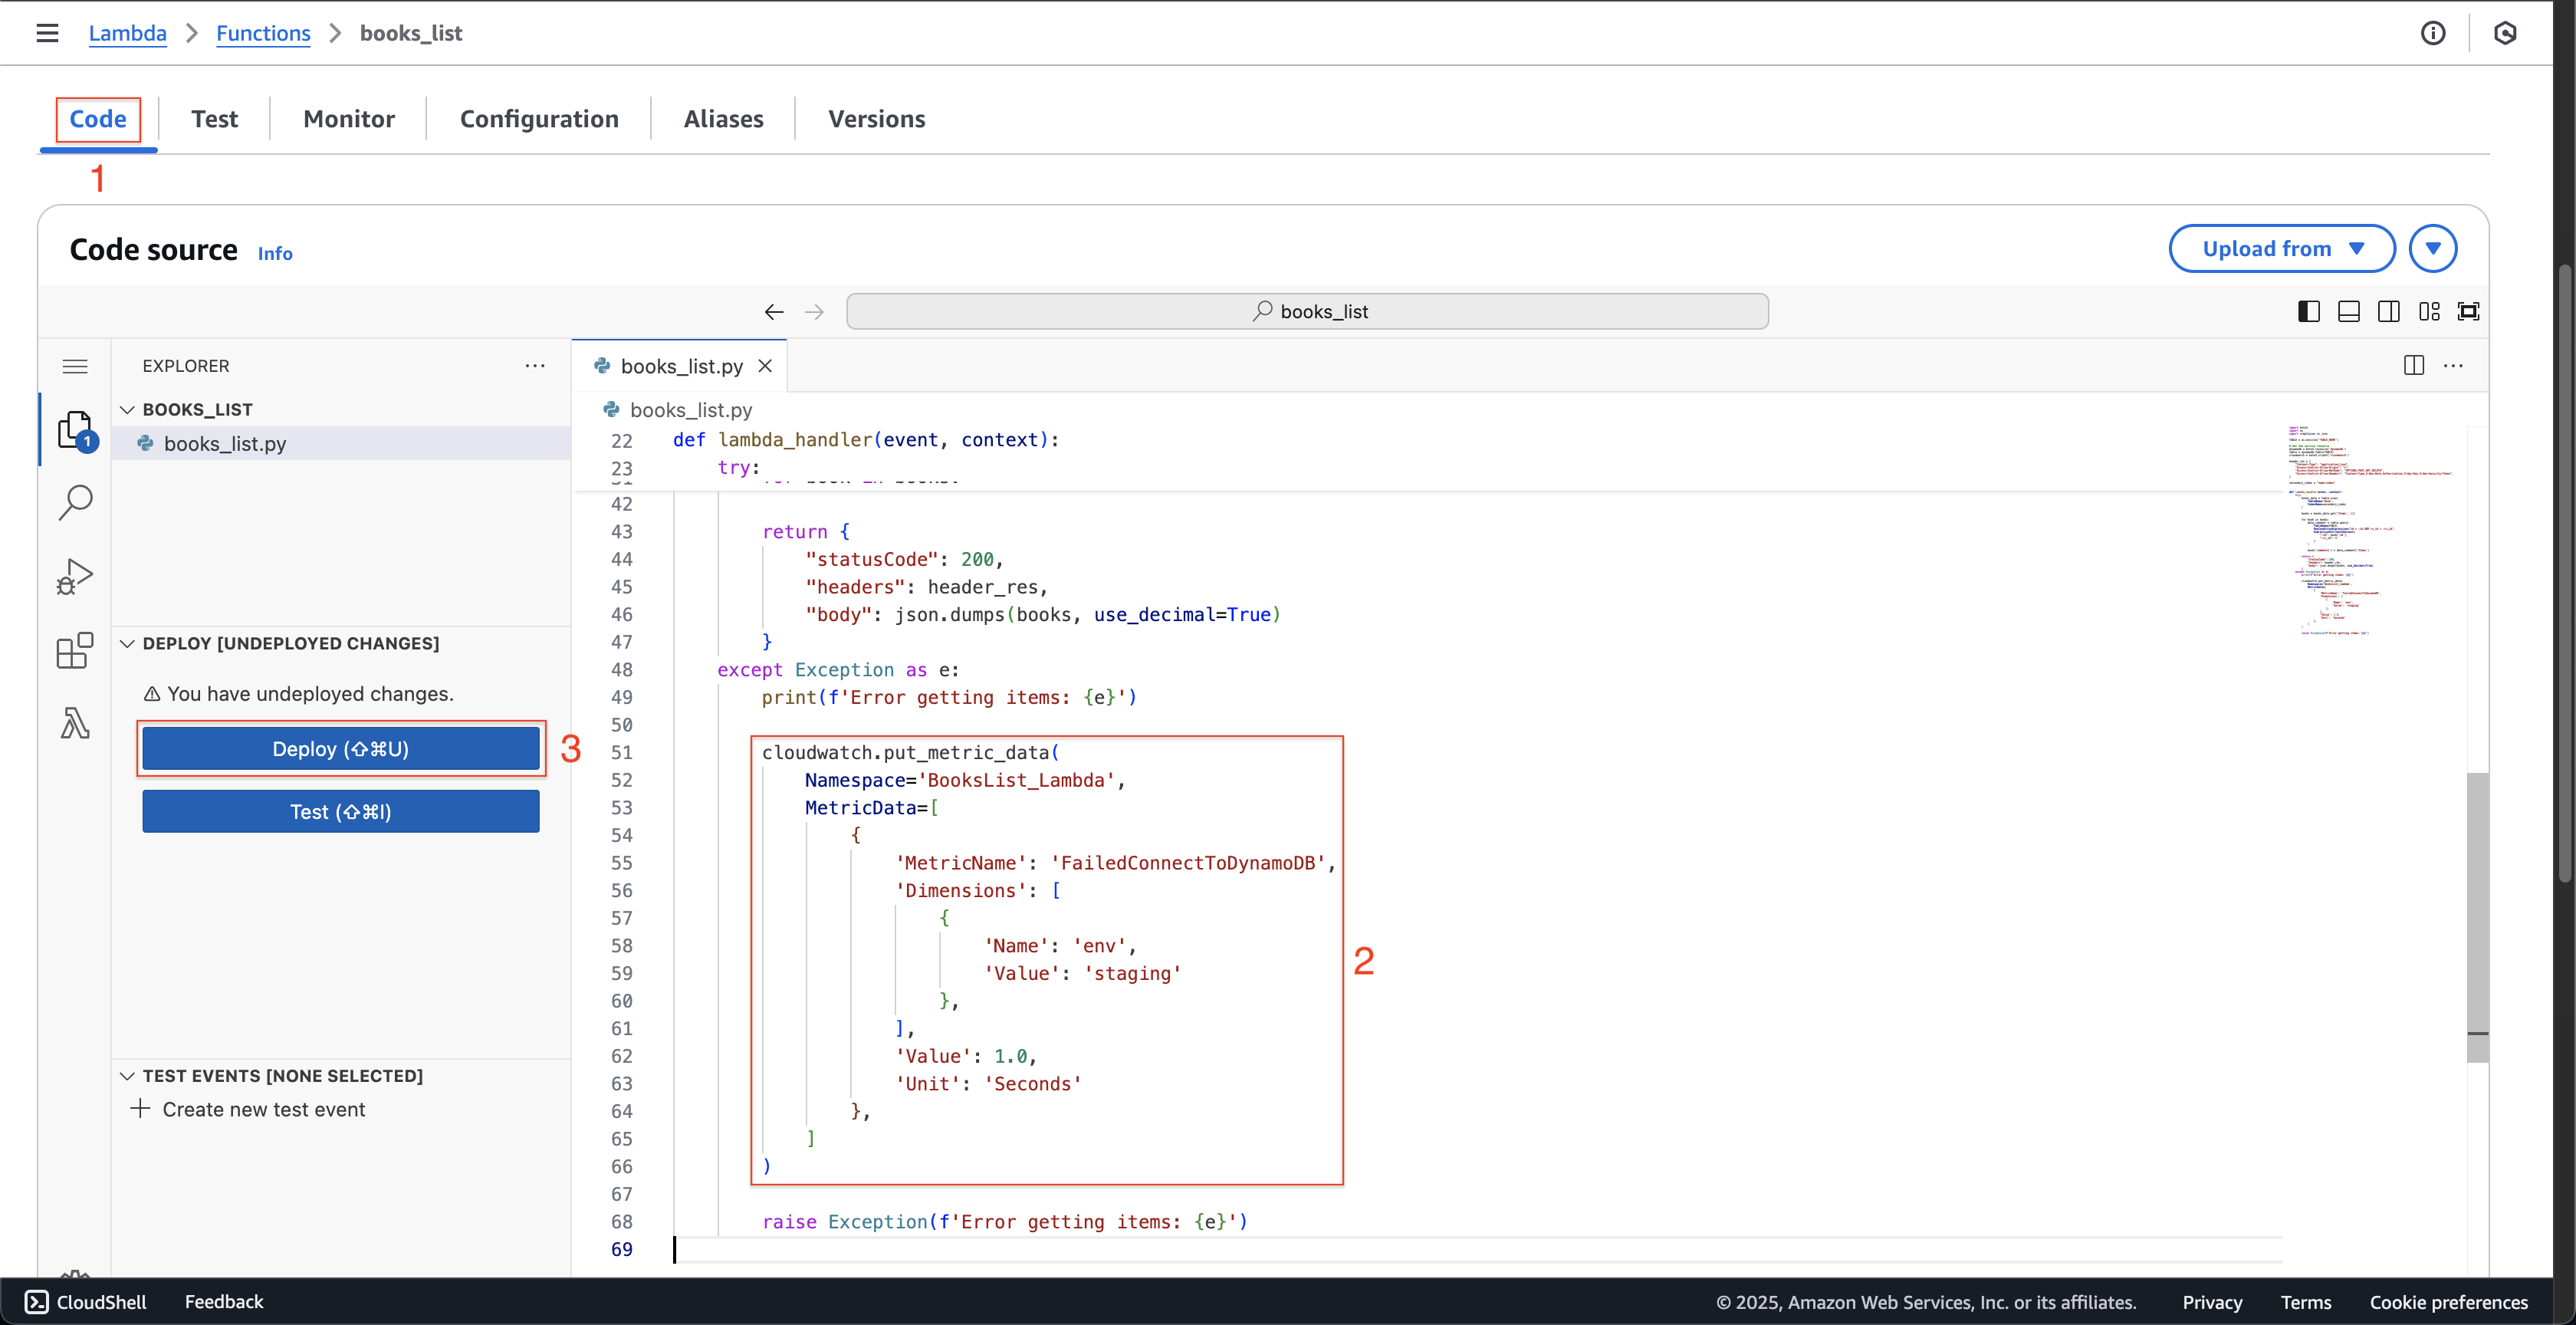 Lambda > Functions > books_list
Code Test Monitor Configuration Aliases Versions
1
Code source Info
Upload from
books_list
EXPLORER
BOOKS_LIST
books_list.py
1
DEPLOY [UNDEPLOYED CHANGES]
You have undeployed changes.
Deploy (⇧⌘U)
3
Test (⇧⌘I)
TEST EVENTS [NONE SELECTED]
Create new test event
books_list.py
books_list.py
22 def lambda_handler(event, context):
23 try:
42
43 return {
44 "statusCode": 200,
45 "headers": header_res,
46 "body": json.dumps(books, use_decimal=True)
47 }
48 except Exception as e:
49 print(f'Error getting items: {e}')
50
51 cloudwatch.put_metric_data(
52 Namespace='BooksList_Lambda',
53 MetricData=[
54 {
55 'MetricName': 'FailedConnectToDynamoDB',
56 'Dimensions': [
57 {
58 'Name': 'env',
59 'Value': 'staging'
60 },
61 ],
62 'Value': 1.0,
63 'Unit': 'Seconds'
64 },
65 ]
66 )
67
68 raise Exception(f'Error getting items: {e}')
69
2
CloudShell Feedback
© 2025, Amazon Web Services, Inc. or its affiliates. Privacy Terms Cookie preferences